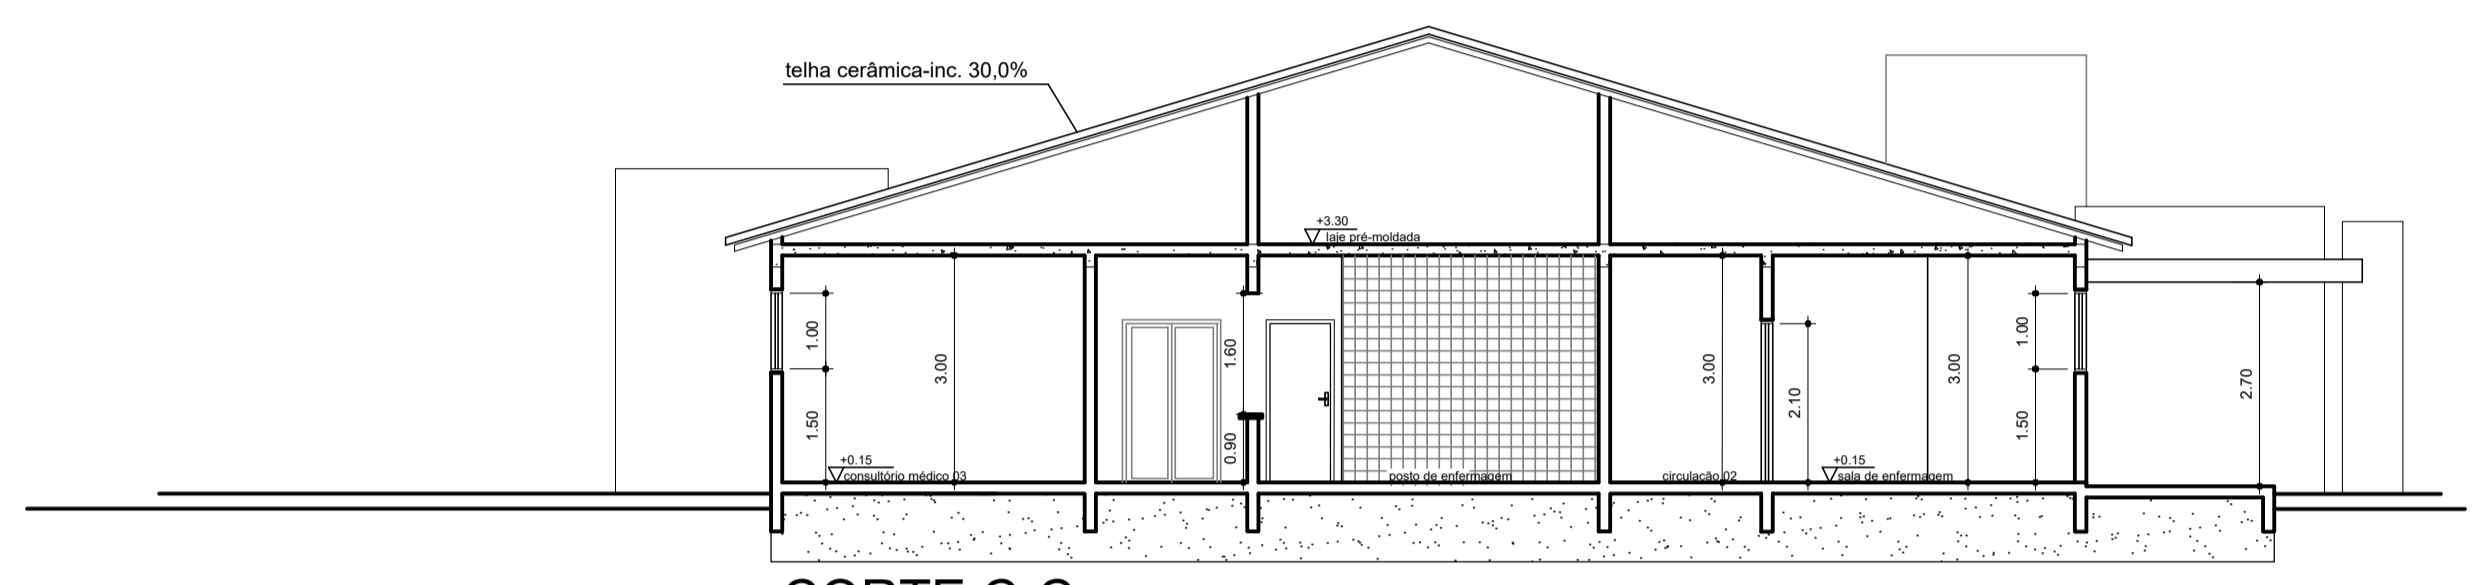 telha cerâmica-inc. 30,0%
+3.30
laje pré-moldada
1.00
1.50
3.00
1.60
0.90
3.00
2.10
3.00
1.00
1.50
2.70
+0.15
consultório médico 03
posto de enfermagem
circulação 02
+0.15
sala de enfermagem
CORTE